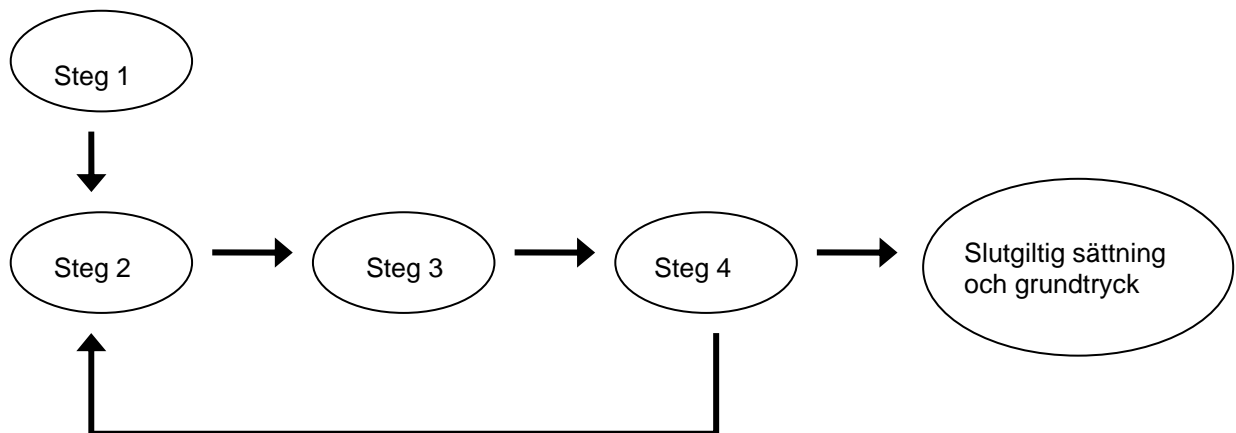 Steg 1
Steg 2
Steg 3
Steg 4
Slutgiltig sättning
och grundtryck